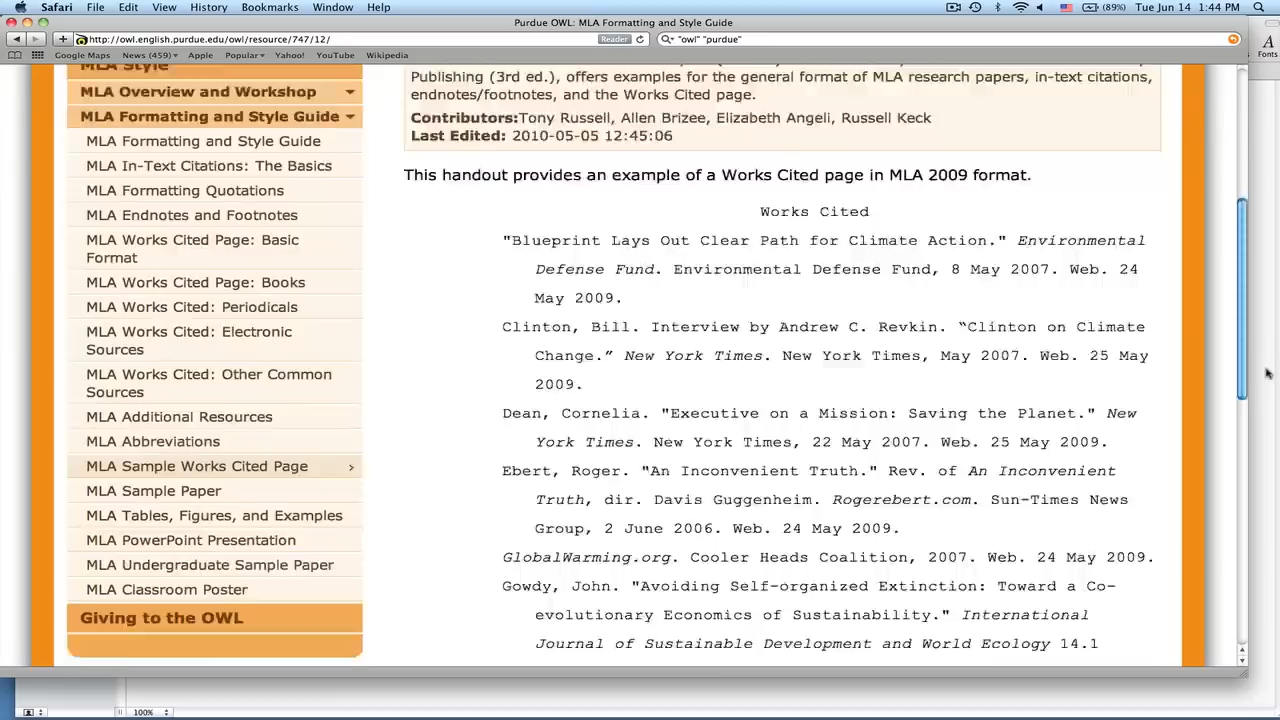 Safari File Edit View History Bookmarks Window Help (89%) Tue Jun 14 1:44 PM
Purdue OWL: MLA Formatting and Style Guide
http://owl.english.purdue.edu/owl/resource/747/12/ Reader "owl" "purdue"
Google Maps News (459) Apple Popular Yahoo! YouTube Wikipedia
A
Fonts
MLA Style
MLA Overview and Workshop
MLA Formatting and Style Guide
MLA Formatting and Style Guide
MLA In-Text Citations: The Basics
MLA Formatting Quotations
MLA Endnotes and Footnotes
MLA Works Cited Page: Basic
Format
MLA Works Cited Page: Books
MLA Works Cited: Periodicals
MLA Works Cited: Electronic
Sources
MLA Works Cited: Other Common
Sources
MLA Additional Resources
MLA Abbreviations
MLA Sample Works Cited Page
MLA Sample Paper
MLA Tables, Figures, and Examples
MLA PowerPoint Presentation
MLA Undergraduate Sample Paper
MLA Classroom Poster
Giving to the OWL
Publishing (3rd ed.), offers examples for the general format of MLA research papers, in-text citations,
endnotes/footnotes, and the Works Cited page.
Contributors:Tony Russell, Allen Brizee, Elizabeth Angeli, Russell Keck
Last Edited: 2010-05-05 12:45:06
This handout provides an example of a Works Cited page in MLA 2009 format.
Works Cited
"Blueprint Lays Out Clear Path for Climate Action." Environmental
Defense Fund. Environmental Defense Fund, 8 May 2007. Web. 24
May 2009.
Clinton, Bill. Interview by Andrew C. Revkin. “Clinton on Climate
Change.” New York Times. New York Times, May 2007. Web. 25 May
2009.
Dean, Cornelia. "Executive on a Mission: Saving the Planet." New
York Times. New York Times, 22 May 2007. Web. 25 May 2009.
Ebert, Roger. "An Inconvenient Truth." Rev. of An Inconvenient
Truth, dir. Davis Guggenheim. Rogerebert.com. Sun-Times News
Group, 2 June 2006. Web. 24 May 2009.
GlobalWarming.org. Cooler Heads Coalition, 2007. Web. 24 May 2009.
Gowdy, John. "Avoiding Self-organized Extinction: Toward a Co-
evolutionary Economics of Sustainability." International
Journal of Sustainable Development and World Ecology 14.1
100%